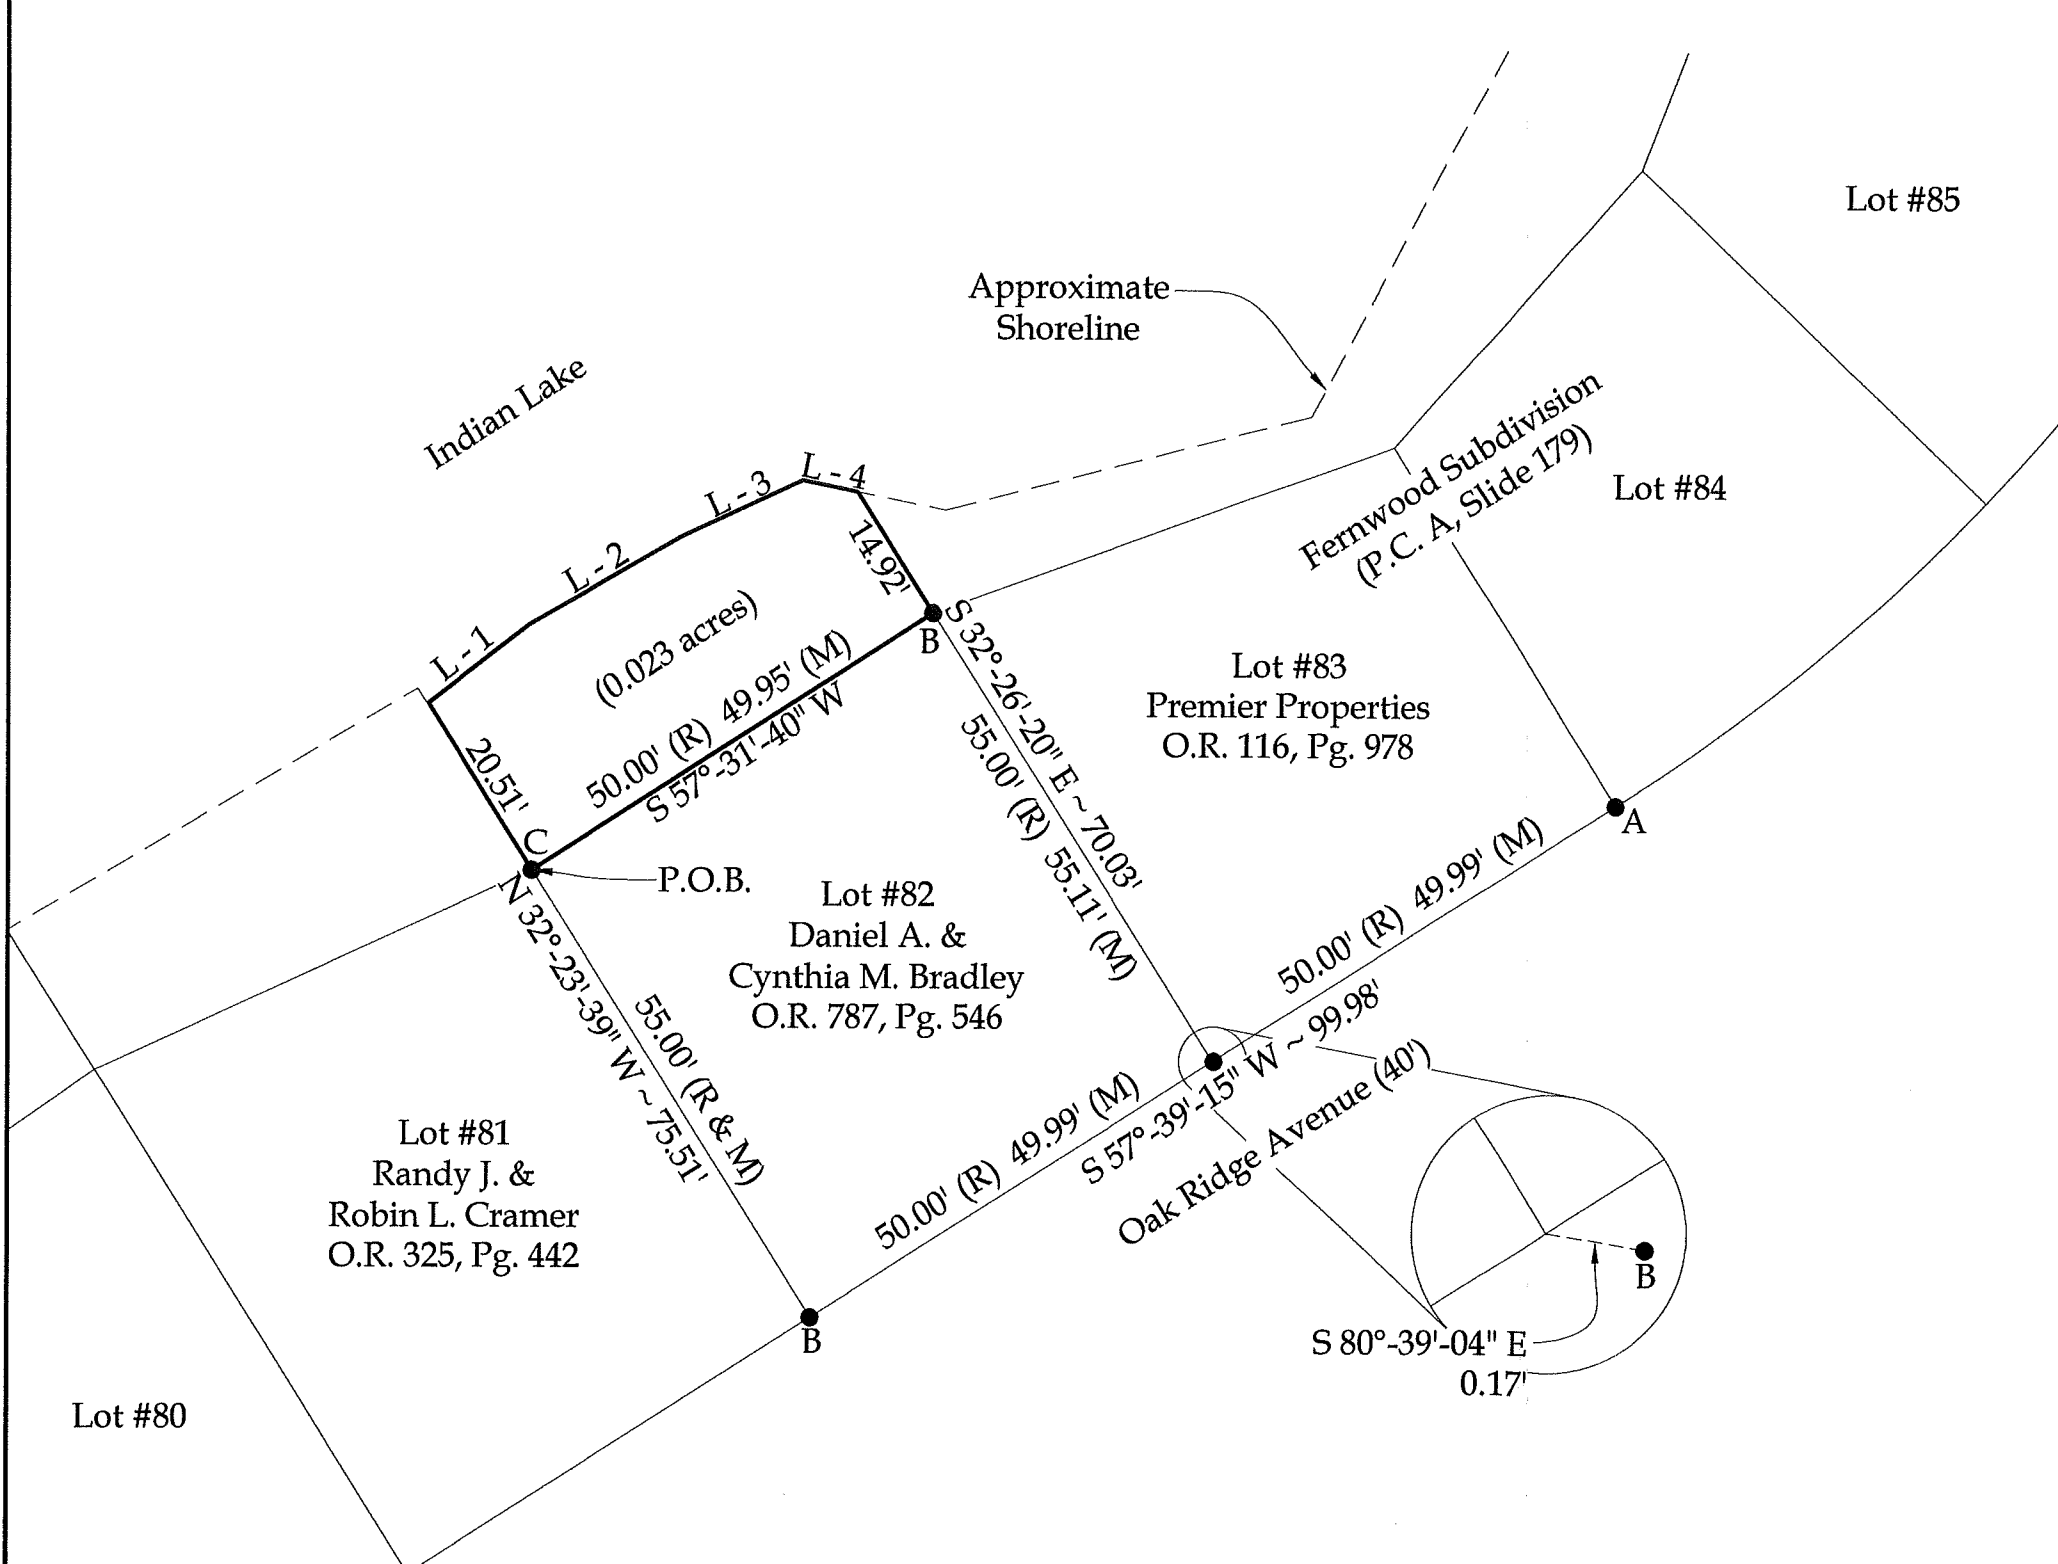 Lot #85
Approximate
Shoreline
Indian Lake
Fernwood Subdivision
(P.C. A, Slide 179)
Lot #84
L - 1
L - 2
L - 3
L - 4
14.92'
(0.023 acres)
20.51'
50.00' (R) 49.95' (M)
S 57°-31'-40" W
B
C
P.O.B.
S 32°-26'-20" E ~ 70.03'
55.00' (R) 55.11' (M)
Lot #83
Premier Properties
O.R. 116, Pg. 978
A
Lot #82
Daniel A. &
Cynthia M. Bradley
O.R. 787, Pg. 546
N 32°-23'-39" W ~ 75.51'
55.00' (R & M)
50.00' (R) 49.99' (M)
50.00' (R) 49.99' (M)
S 57°-39'-15" W ~ 99.98'
Oak Ridge Avenue (40')
Lot #81
Randy J. &
Robin L. Cramer
O.R. 325, Pg. 442
B
B
S 80°-39'-04" E
0.17'
Lot #80